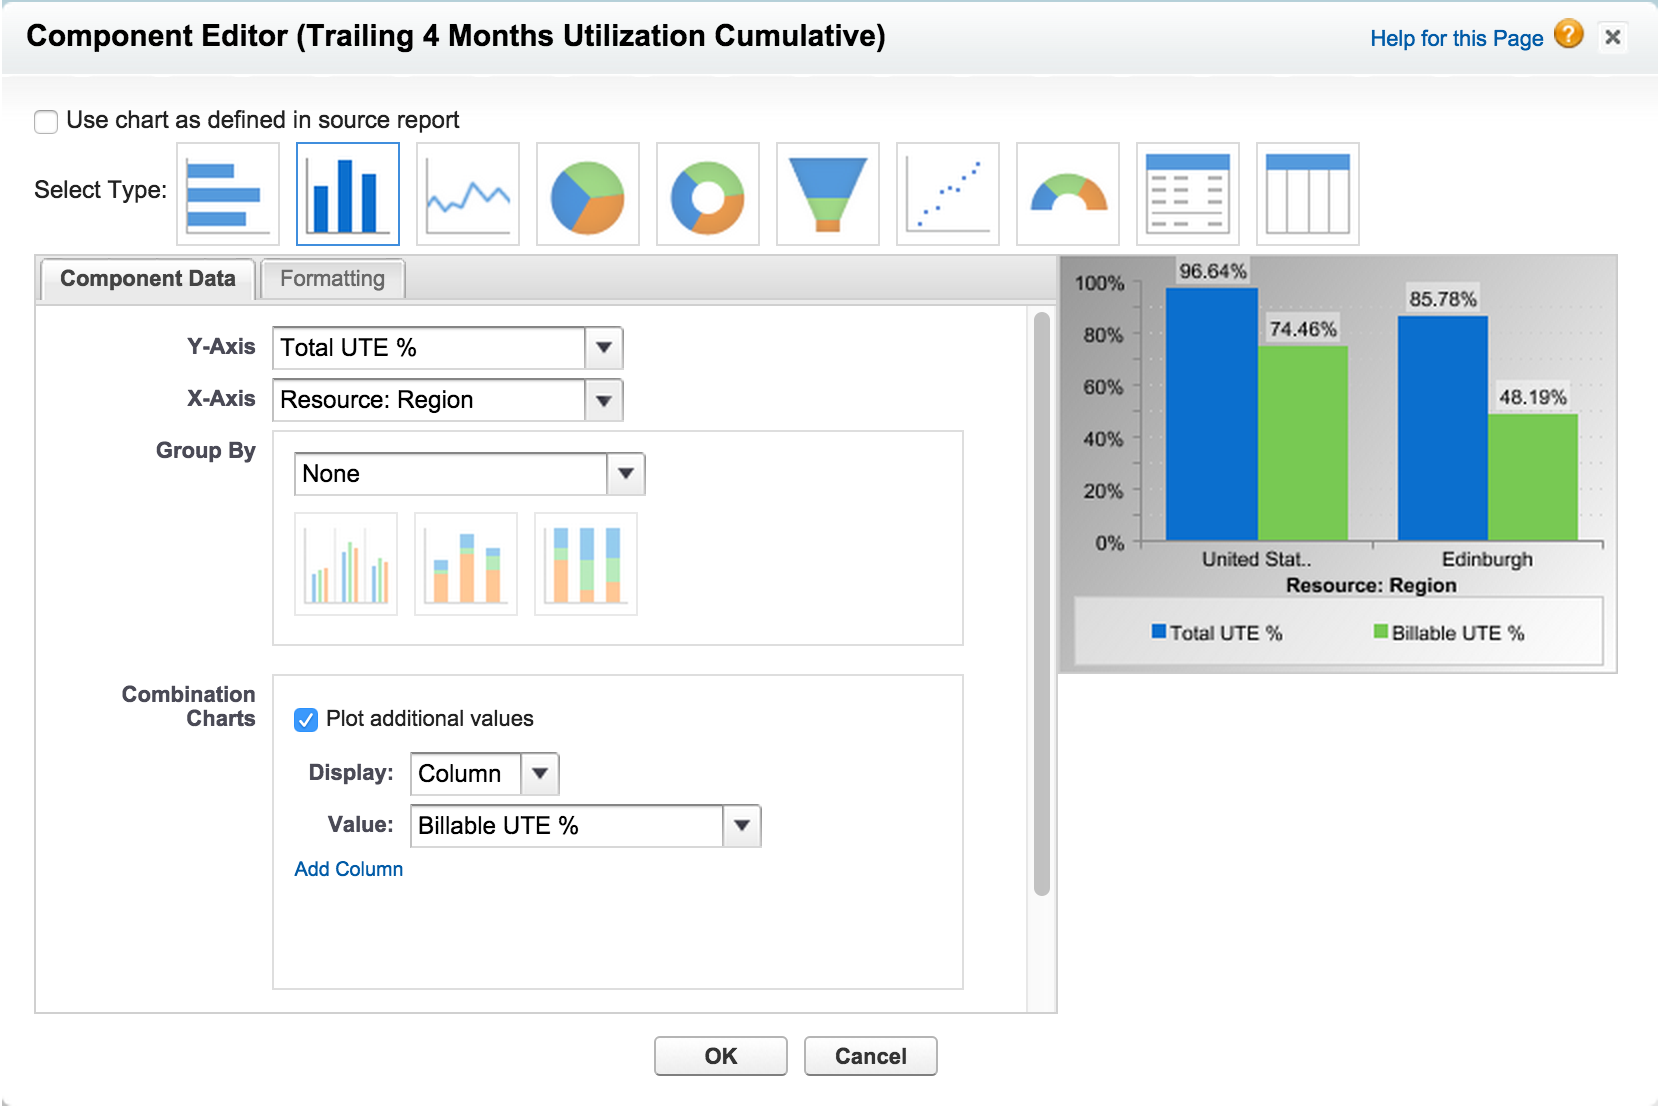 Component Editor (Trailing 4 Months Utilization Cumulative)
Help for this Page ?
Use chart as defined in source report
Select Type:
Component Data
Formatting
Y-Axis
Total UTE %
X-Axis
Resource: Region
Group By
None
Combination
Charts
Plot additional values
Display:
Column
Value:
Billable UTE %
Add Column
100%
80%
60%
40%
20%
0%
96.64%
74.46%
85.78%
48.19%
United Stat..
Edinburgh
Resource: Region
Total UTE %
Billable UTE %
OK
Cancel